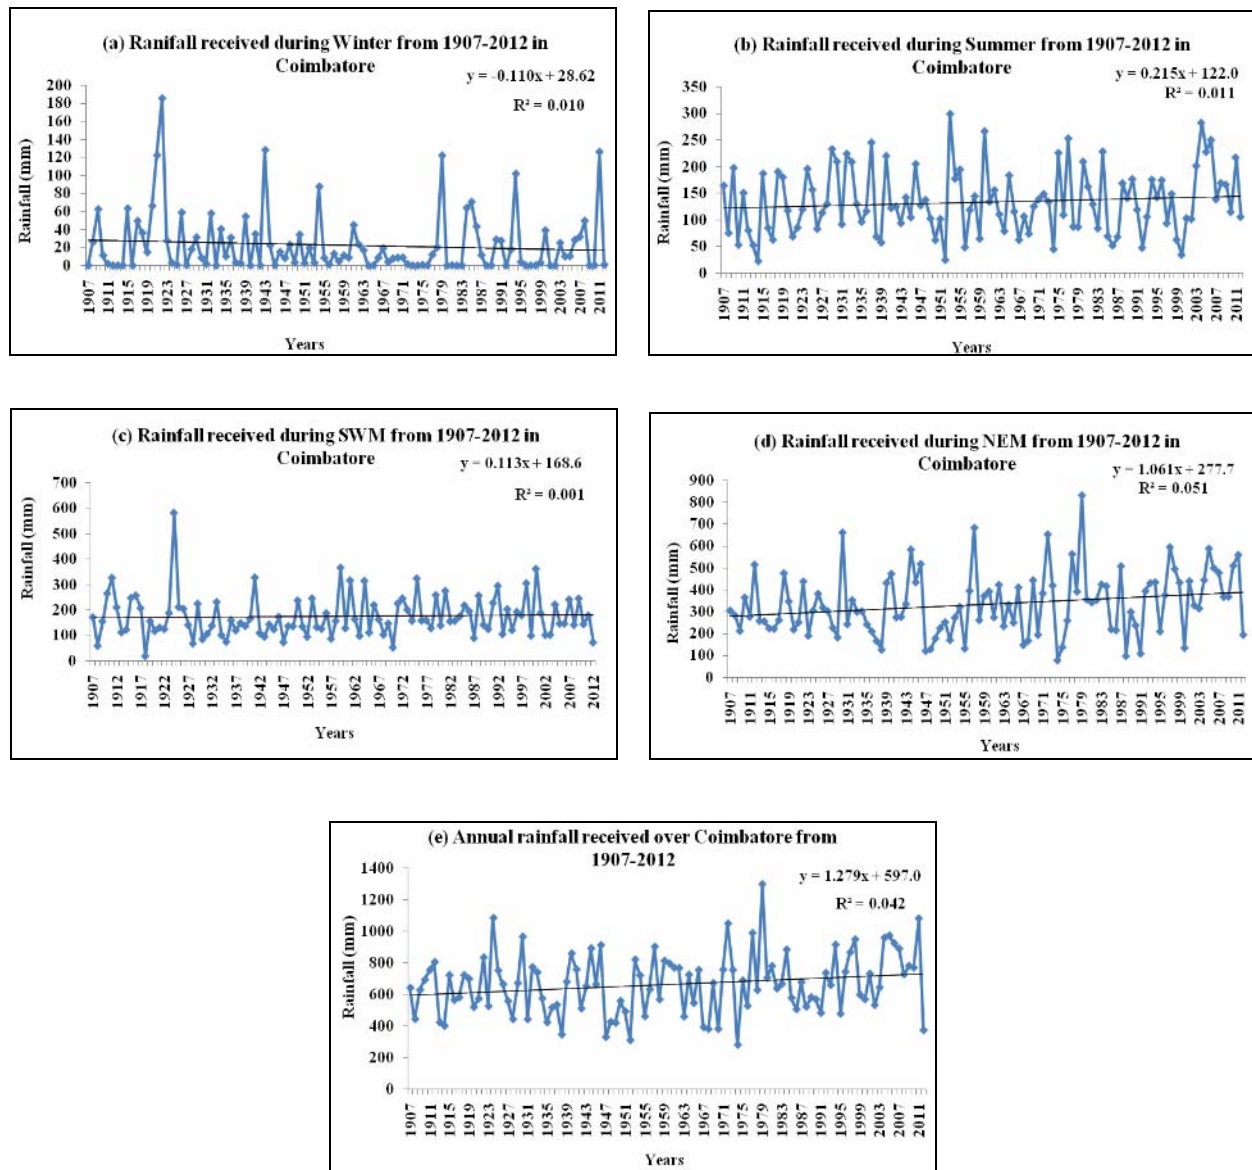 (a) Ranifall received during Winter from 1907-2012 in
Coimbatore
y = -0.110x + 28.62
R² = 0.010
200
180
160
140
120
100
80
60
40
20
0
Rainfall (mm)
1907 1911 1915 1919 1923 1927 1931 1935 1939 1943 1947 1951 1955 1959 1963 1967 1971 1975 1979 1983 1987 1991 1995 1999 2003 2007 2011
Years
(b) Rainfall received during Summer from 1907-2012 in
Coimbatore
y = 0.215x + 122.0
R² = 0.011
350
300
250
200
150
100
50
0
Rainfall (mm)
1907 1911 1915 1919 1923 1927 1931 1935 1939 1943 1947 1951 1955 1959 1963 1967 1971 1975 1979 1983 1987 1991 1995 1999 2003 2007 2011
Years
(c) Rainfall received during SWM from 1907-2012 in
Coimbatore
y = 0.113x + 168.6
R² = 0.001
700
600
500
400
300
200
100
0
Rainfall (mm)
1907 1912 1917 1922 1927 1932 1937 1942 1947 1952 1957 1962 1967 1972 1977 1982 1987 1992 1997 2002 2007 2012
Years
(d) Rainfall received during NEM from 1907-2012 in
Coimbatore
y = 1.061x + 277.7
R² = 0.051
900
800
700
600
500
400
300
200
100
0
Rainfall (mm)
1907 1911 1915 1919 1923 1927 1931 1935 1939 1943 1947 1951 1955 1959 1963 1967 1971 1975 1979 1983 1987 1991 1995 1999 2003 2007 2011
Years
(e) Annual rainfall received over Coimbatore from
1907-2012
y = 1.279x + 597.0
R² = 0.042
1400
1200
1000
800
600
400
200
0
Rainfall (mm)
1907 1911 1915 1919 1923 1927 1931 1935 1939 1943 1947 1951 1955 1959 1963 1967 1971 1975 1979 1983 1987 1991 1995 1999 2003 2007 2011
Years